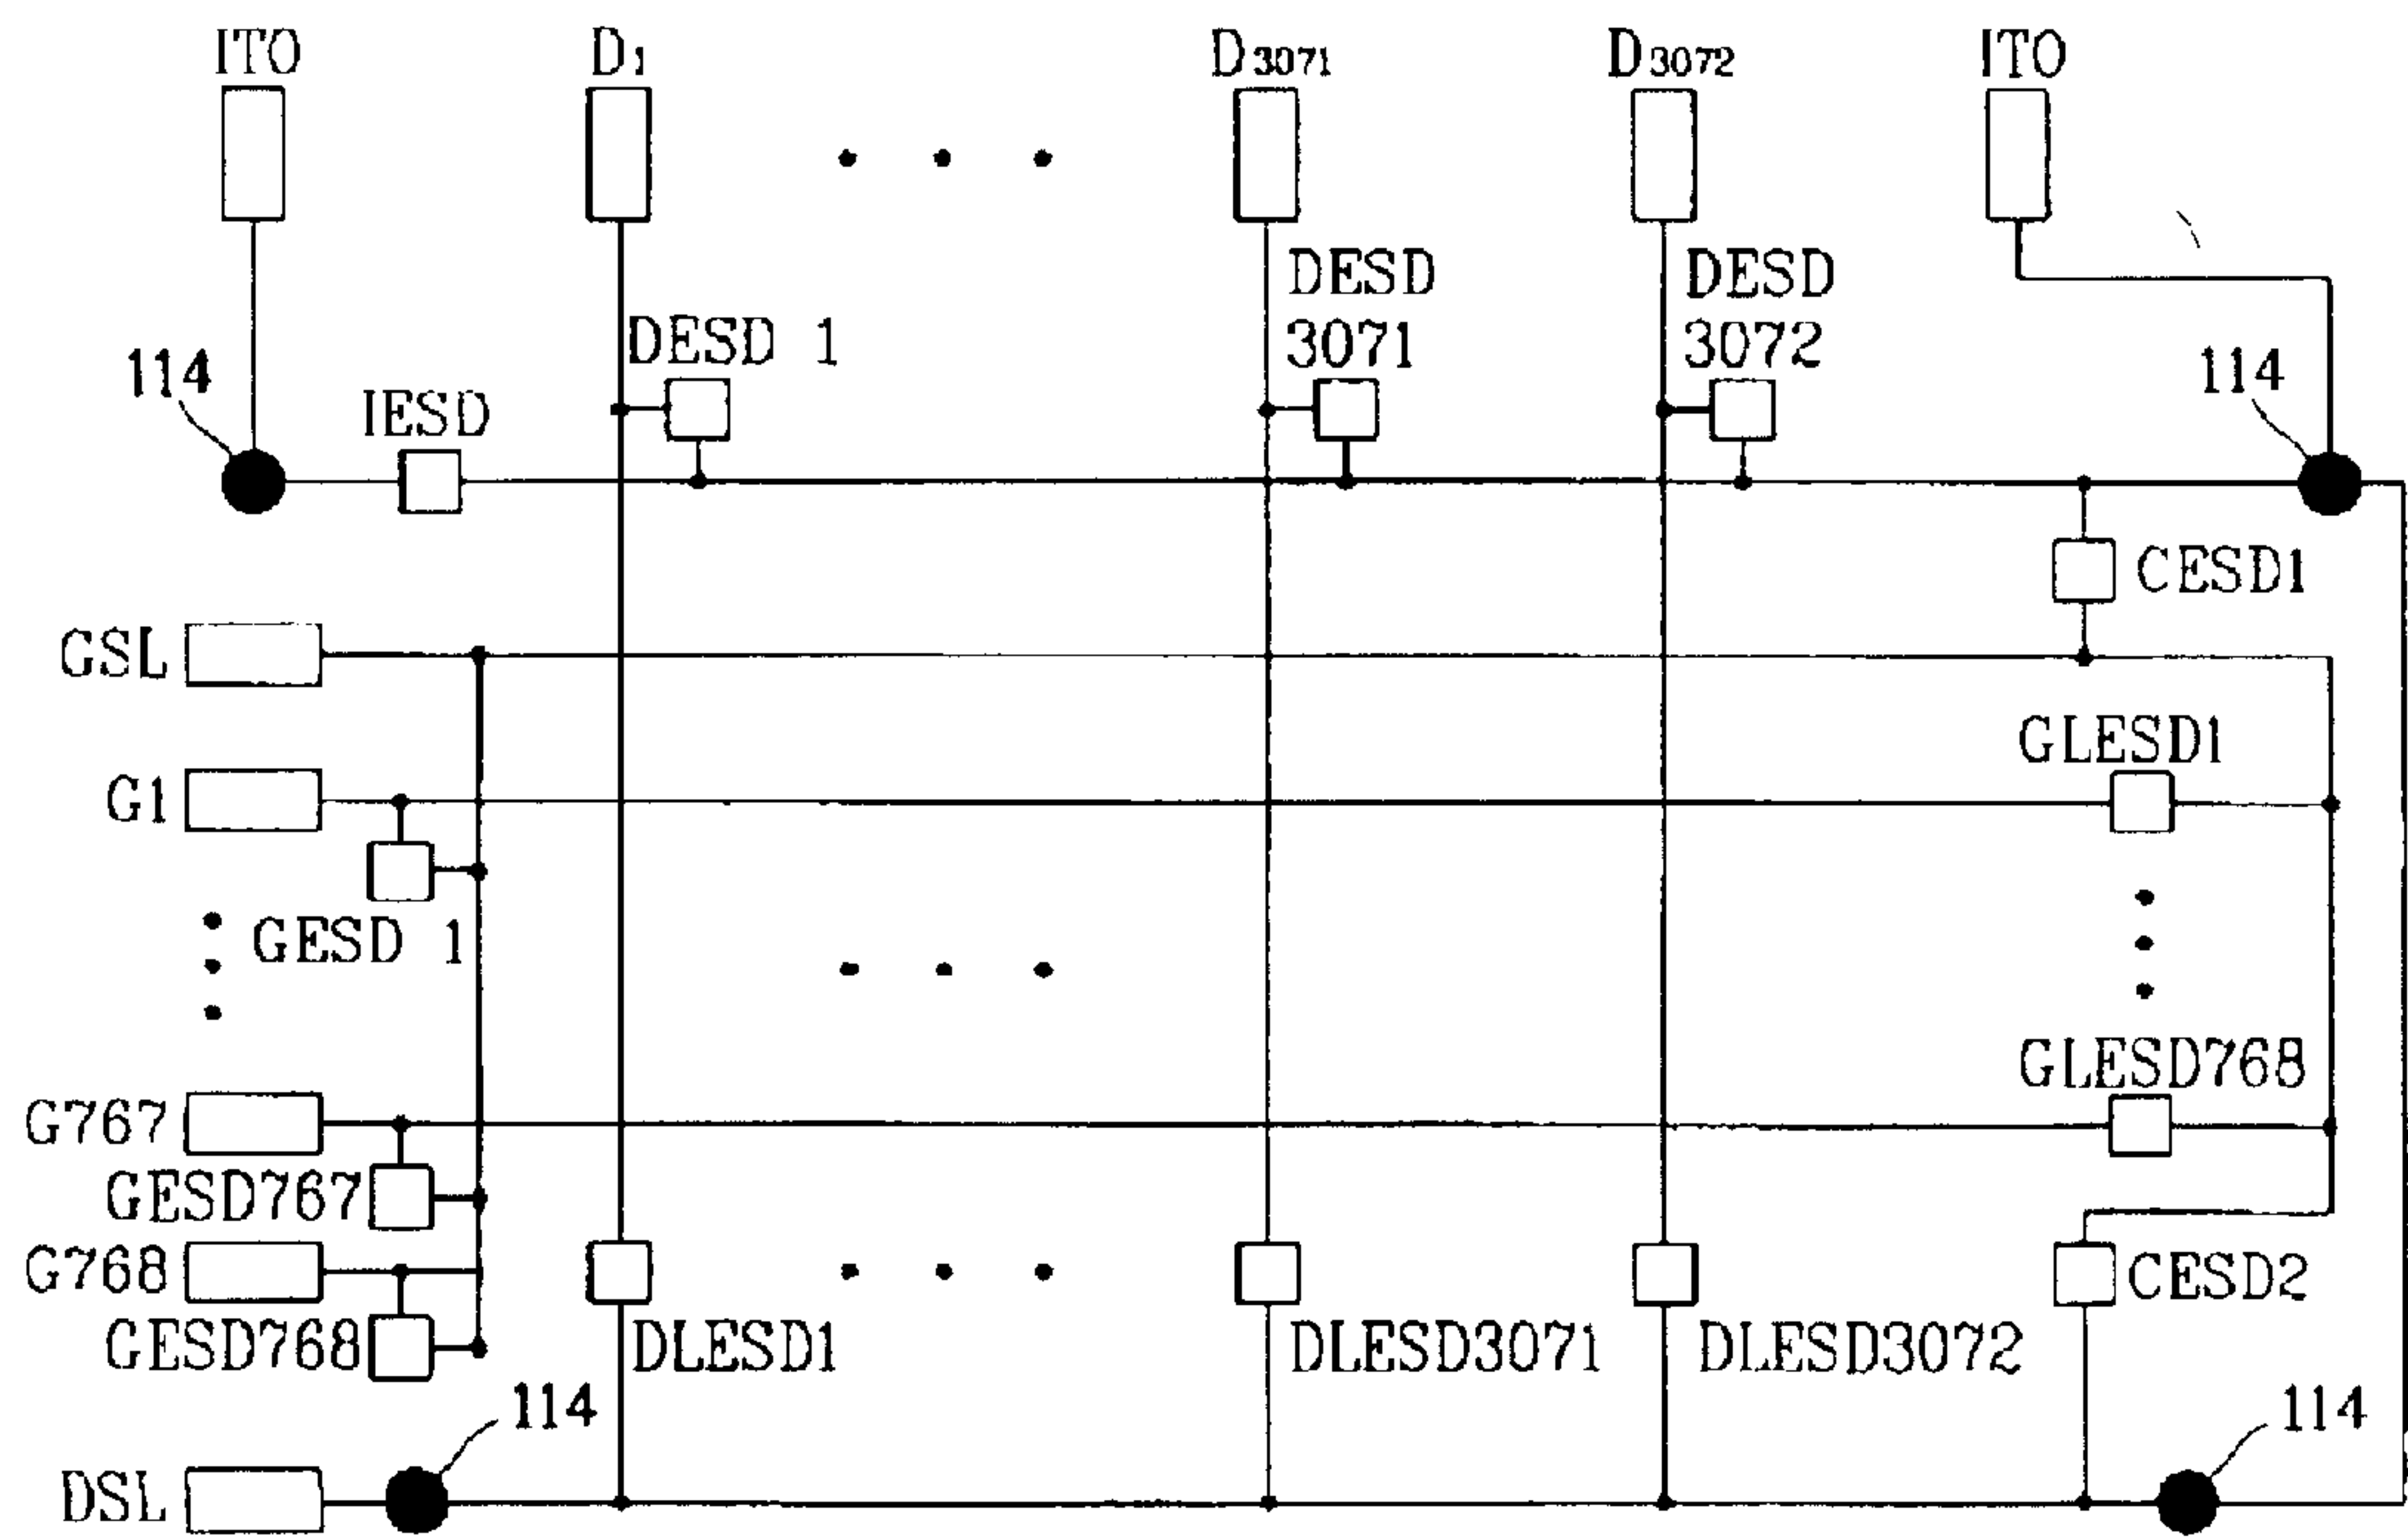 ITO
D1
D3071
D3072
ITO
DESD 1
DESD
3071
DESD
3072
114
IESD
114
CESD1
GSL
GLESD1
G1
GESD 1
GLESD768
G767
GESD767
G768
CESD2
GESD768
DLESD1
DLESD3071
DLESD3072
114
114
DSL